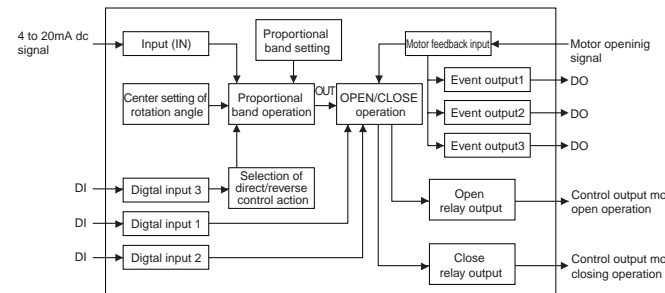 4 to 20mA dc
signal
Input (IN)
Proportional
band setting
Motor feedback input
Motor openinig
signal
Center setting of
rotation angle
Proportional
band operation
OUT
OPEN/CLOSE
operation
Event output1
DO
Event output2
DO
Event output3
DO
DI
Digtal input 3
Selection of
direct/reverse
control action
DI
Digtal input 1
DI
Digtal input 2
Open
relay output
Control output mo
open operation
Close
relay output
Control output mo
closing operation